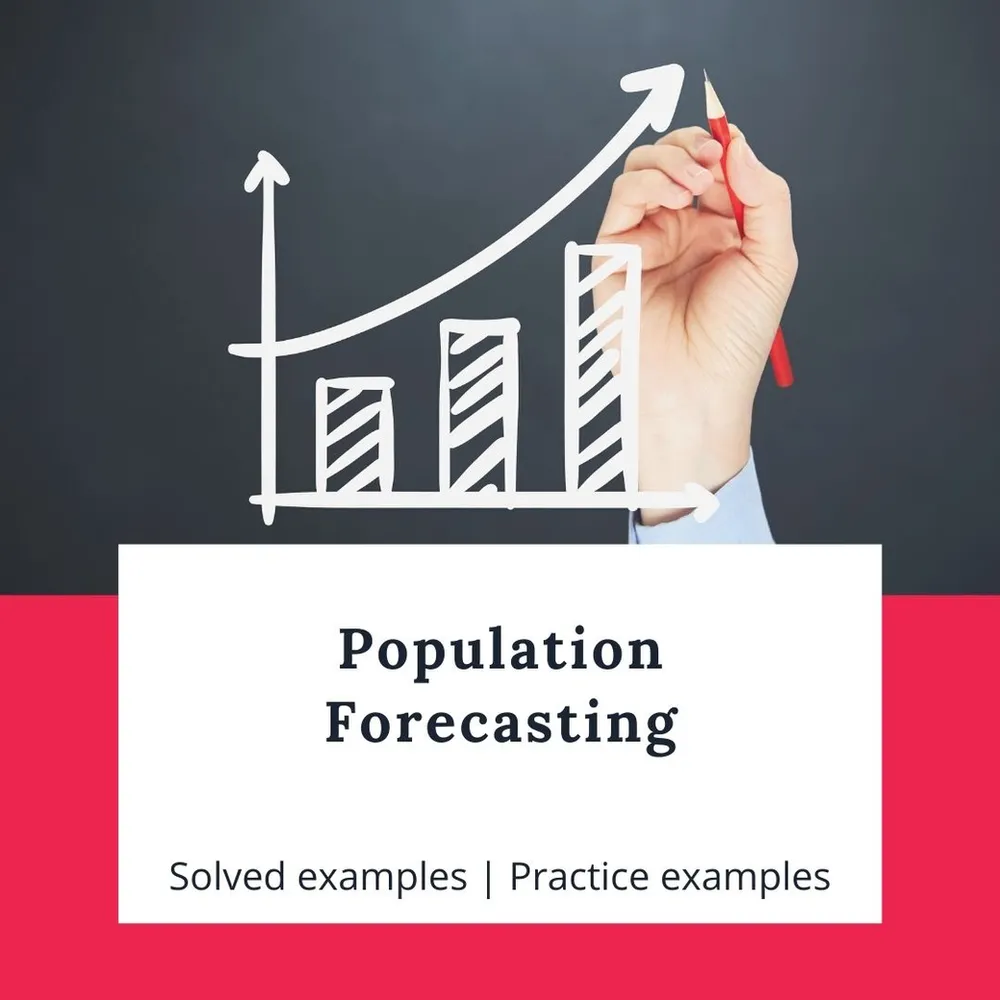 Population
Forecasting
Solved examples | Practice examples